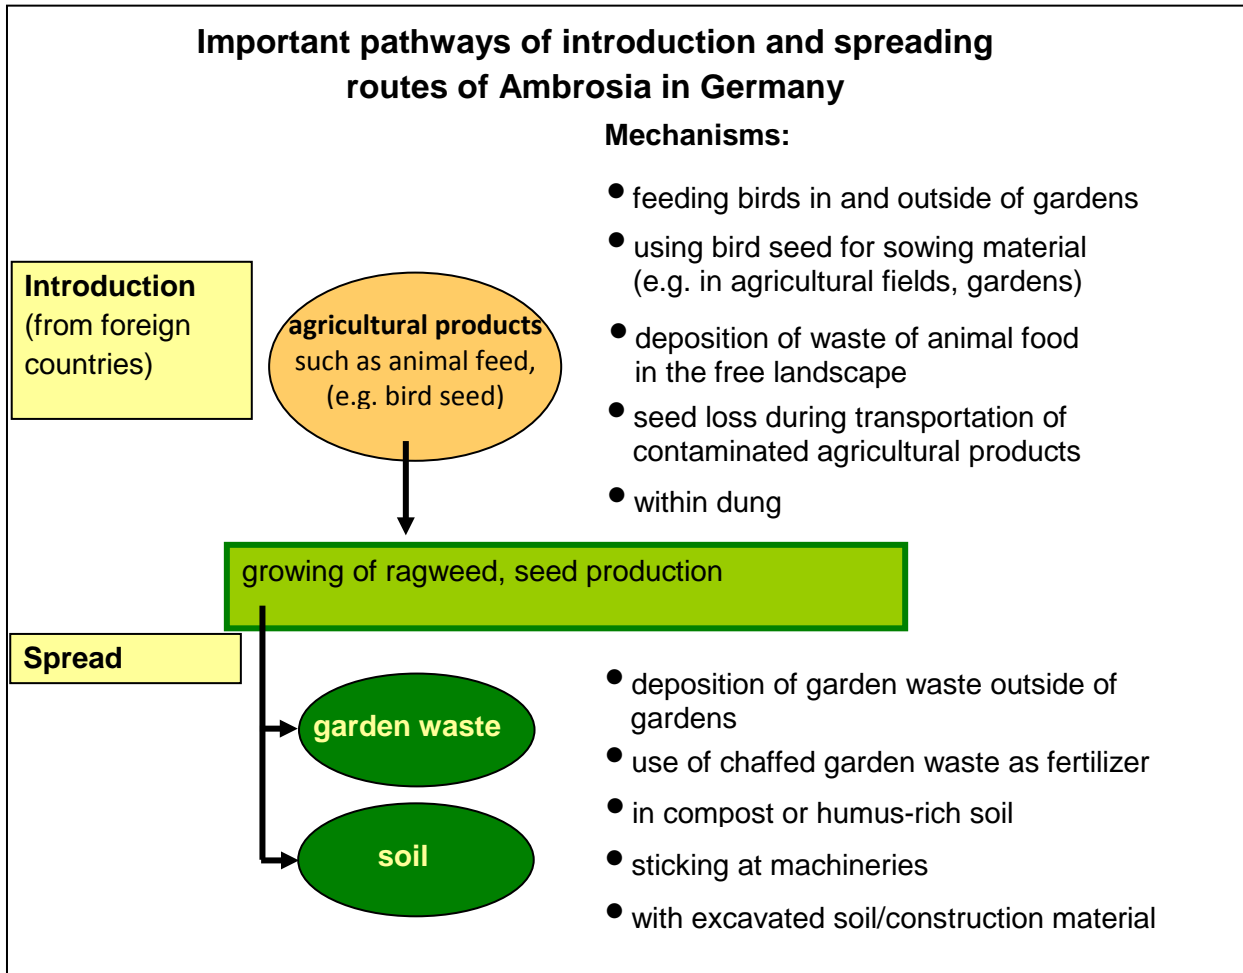 Important pathways of introduction and spreading
routes of Ambrosia in Germany
Mechanisms:
• feeding birds in and outside of gardens
• using bird seed for sowing material
(e.g. in agricultural fields, gardens)
Introduction
(from foreign
countries)
agricultural products
such as animal feed,
(e.g. bird seed)
• deposition of waste of animal food
in the free landscape
• seed loss during transportation of
contaminated agricultural products
• within dung
growing of ragweed, seed production
Spread
garden waste
soil
• deposition of garden waste outside of
gardens
• use of chaffed garden waste as fertilizer
• in compost or humus-rich soil
• sticking at machineries
• with excavated soil/construction material